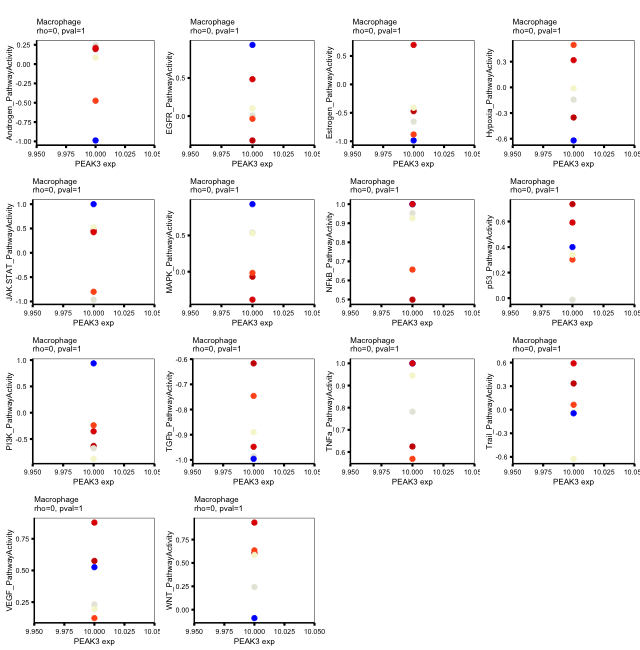 Macrophage
rho=0, pval=1
Androgen_PathwayActivity
0.25
0.00
-0.25
-0.50
-0.75
-1.00
9.950
9.975
10.000
10.025
10.05
PEAK3 exp
Macrophage
rho=0, pval=1
EGFR_PathwayActivity
0.5
0.0
9.950
9.975
10.000
10.025
10.05
PEAK3 exp
Macrophage
rho=0, pval=1
Estrogen_PathwayActivity
0.5
0.0
-0.5
-1.0
9.950
9.975
10.000
10.025
10.05
PEAK3 exp
Macrophage
rho=0, pval=1
Hypoxia_PathwayActivity
0.3
0.0
-0.3
-0.6
9.950
9.975
10.000
10.025
10.05
PEAK3 exp
Macrophage
rho=0, pval=1
JAK.STAT_PathwayActivity
1.0
0.5
0.0
-0.5
-1.0
9.950
9.975
10.000
10.025
10.05
PEAK3 exp
Macrophage
rho=0, pval=1
MAPK_PathwayActivity
0.5
0.0
9.950
9.975
10.000
10.025
10.05
PEAK3 exp
Macrophage
rho=0, pval=1
NFkB_PathwayActivity
1.0
0.9
0.8
0.7
0.6
0.5
9.950
9.975
10.000
10.025
10.05
PEAK3 exp
Macrophage
rho=0, pval=1
p53_PathwayActivity
0.6
0.4
0.2
0.0
9.950
9.975
10.000
10.025
10.05
PEAK3 exp
Macrophage
rho=0, pval=1
PI3K_PathwayActivity
1.0
0.5
0.0
-0.5
9.950
9.975
10.000
10.025
10.05
PEAK3 exp
Macrophage
rho=0, pval=1
TGFb_PathwayActivity
-0.6
-0.7
-0.8
-0.9
-1.0
9.950
9.975
10.000
10.025
10.05
PEAK3 exp
Macrophage
rho=0, pval=1
TNFa_PathwayActivity
1.0
0.9
0.8
0.7
0.6
9.950
9.975
10.000
10.025
10.05
PEAK3 exp
Macrophage
rho=0, pval=1
Trail_PathwayActivity
0.6
0.3
0.0
-0.3
-0.6
9.950
9.975
10.000
10.025
10.05
PEAK3 exp
Macrophage
rho=0, pval=1
VEGF_PathwayActivity
0.75
0.50
0.25
9.950
9.975
10.000
10.025
10.05
PEAK3 exp
Macrophage
rho=0, pval=1
WNT_PathwayActivity
0.75
0.50
0.25
0.00
9.950
9.975
10.000
10.025
10.050
PEAK3 exp